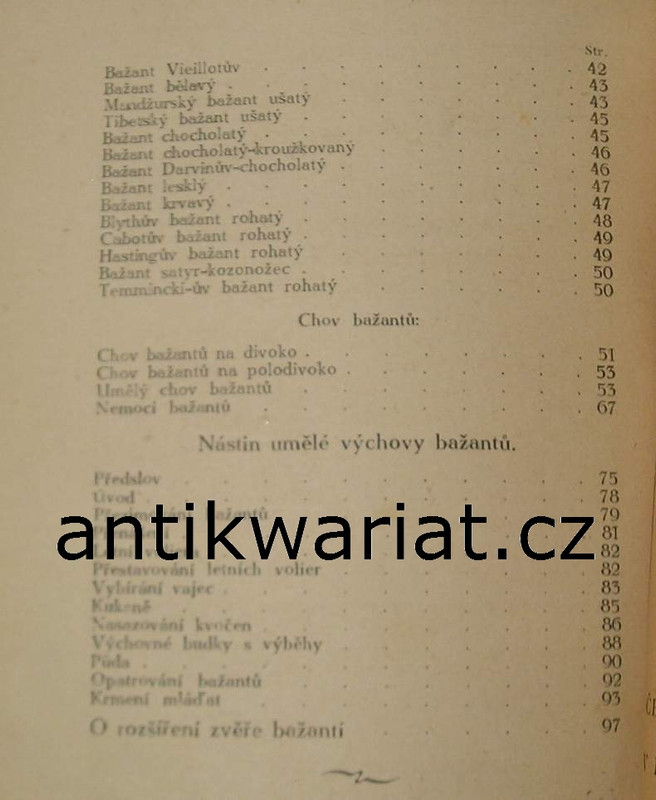 Str.
Bažant Vieillotův . . . . . . . . . 42
Bažant bělavý . . . . . . . . . . 43
Mandžurský bažant ušatý . . . . . . . 43
Tibetský bažant ušatý . . . . . . . . 45
Bažant chocholatý . . . . . . . . . 45
Bažant chocholatý-kroužkovaný . . . . . . 46
Bažant Darvinův-chocholatý . . . . . . . 46
Bažant lesklý . . . . . . . . . . 47
Bažant krvavý . . . . . . . . . . 47
Blythův bažant rohatý . . . . . . . . 48
Cabotův bažant rohatý . . . . . . . . 49
Hastingův bažant rohatý . . . . . . . 49
Bažant satyr-kozonožec . . . . . . . . 50
Temmincki-ův bažant rohatý . . . . . . 50
Chov bažantů:
Chov bažantů na divoko . . . . . . . . 51
Chov bažantů na polodivoko . . . . . . . 53
Umělý chov bažantů . . . . . . . . 53
Nemoci bažantů . . . . . . . . . 67
Nástin umělé výchovy bažantů.
Předslov . . . . . . . . . . 75
Úvod . . . . . . . . . . . 78
bažantů 79
81
antikwariat.cz
82
Přestavování letních volier . . . . . . 82
Vybírání vajec . . . . . . . . . . 83
Kukeně . . . . . . . . . . 85
Nasazování kvočen . . . . . . . . . 86
Výchovné budky s výběhy . . . . . . . 88
Půda . . . . . . . . . . . 90
Opatrování bažantů . . . . . . . . 92
Krmení mláďat . . . . . . . . . 93
O rozšíření zvěře bažantí . . . . . . 97